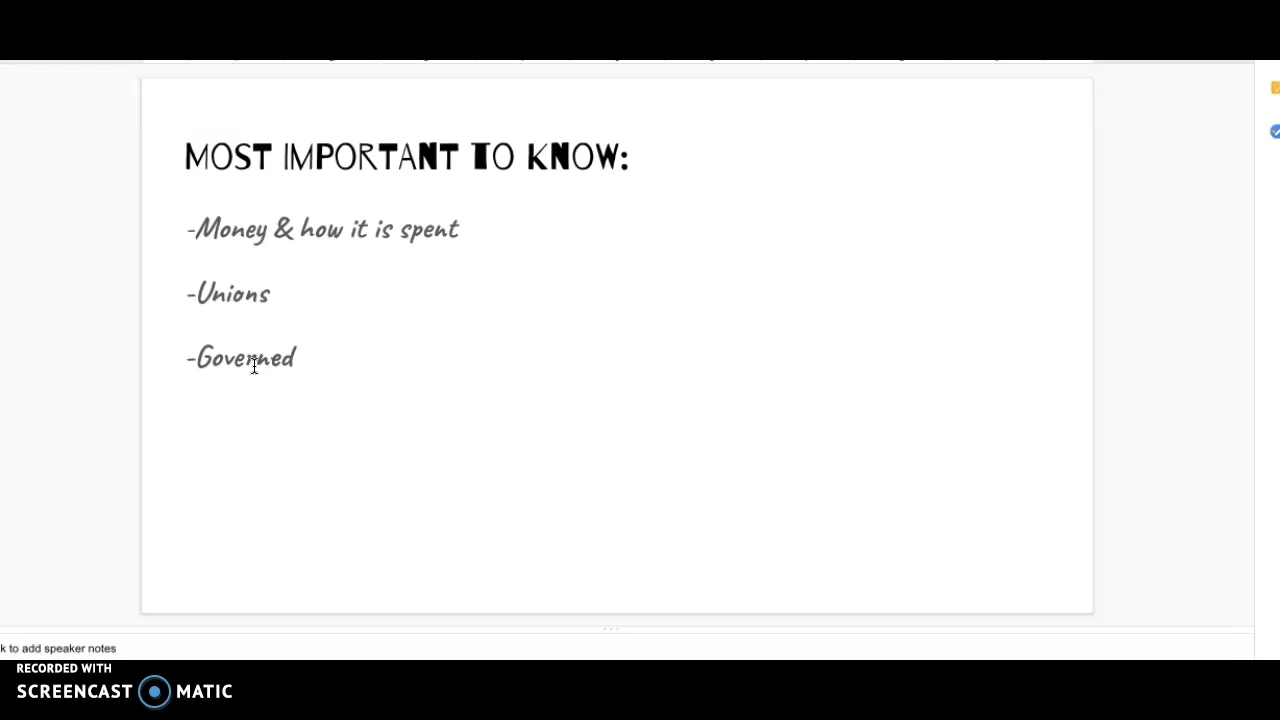 MOST IMPORTANT TO KNOW:
-Money & how it is spent
-Unions
-Governed
k to add speaker notes
RECORDED WITH
SCREENCAST MATIC